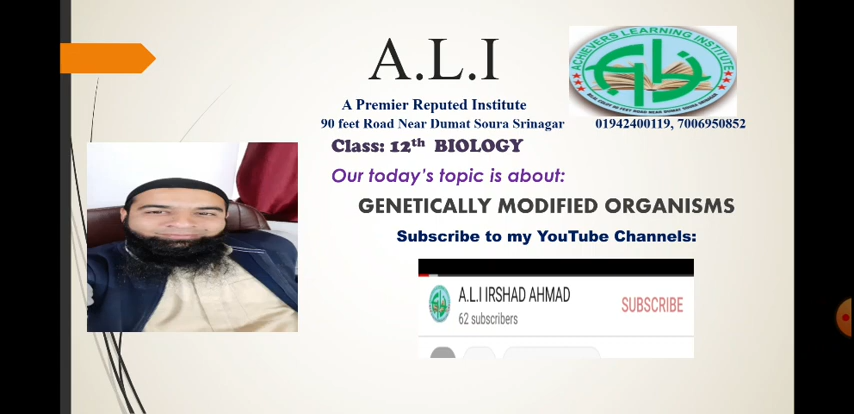 A.L.I
ACHIEVERS LEARNING INSTITUTE
A Premier Reputed Institute
90 feet Road Near Dumat Soura Srinagar
01942400119, 7006950852
Class: 12th BIOLOGY
Our today's topic is about:
GENETICALLY MODIFIED ORGANISMS
Subscribe to my YouTube Channels:
A.L.I IRSHAD AHMAD
62 subscribers
SUBSCRIBE